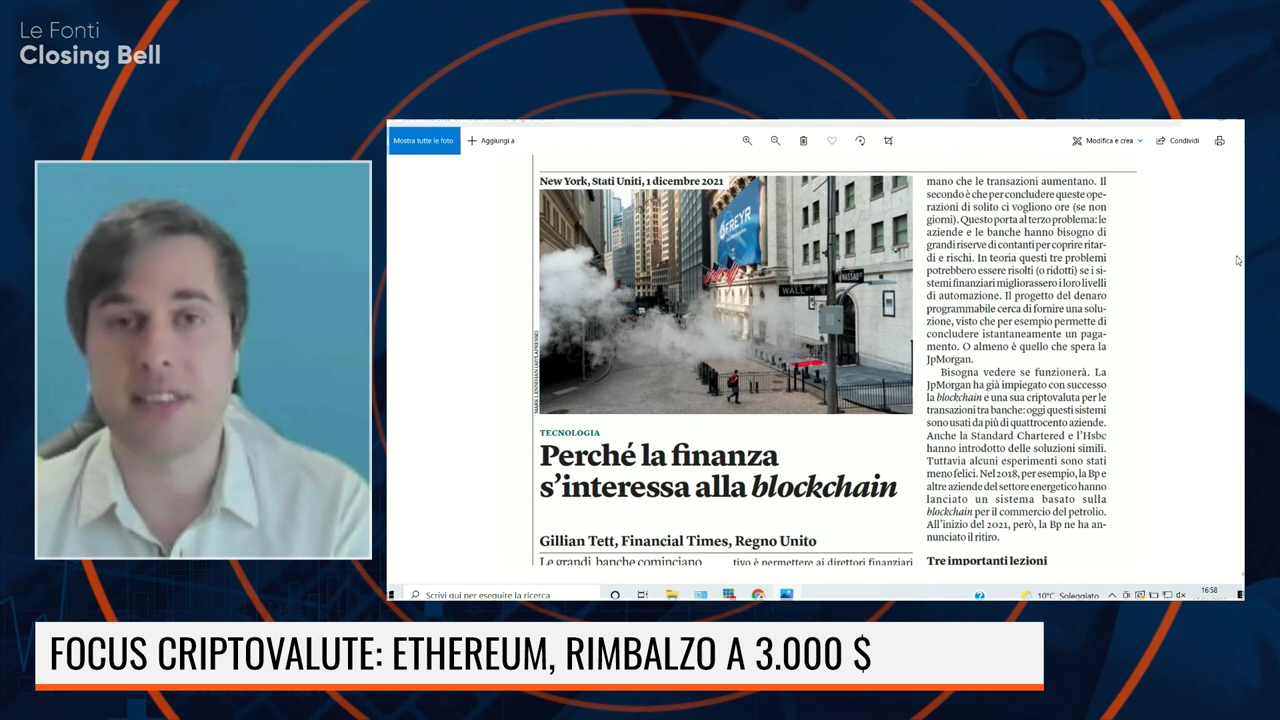 Le Fonti
Closing Bell
Mostra tutte le foto
Aggiungi a
Modifica e crea
Condividi
New York, Stati Uniti, 1 dicembre 2021
FREYR
WALL
NASSAU
TECNOLOGIA
Perché la finanza
s'interessa alla blockchain
Gillian Tett, Financial Times, Regno Unito
Le grandi banche cominciano
tivo è permettere ai direttori finanziari
mano che le transazioni aumentano. Il
secondo è che per concludere queste ope-
razioni di solito ci vogliono ore (se non
giorni). Questo porta al terzo problema: le
aziende e le banche hanno bisogno di
grandi riserve di contanti per coprire ritar-
di e rischi. In teoria questi tre problemi
potrebbero essere risolti (o ridotti) se i si-
stemi finanziari migliorassero i loro livelli
di automazione. Il progetto del denaro
programmabile cerca di fornire una solu-
zione, visto che per esempio permette di
concludere istantaneamente un paga-
mento. O almeno è quello che spera la
JpMorgan.
Bisogna vedere se funzionerà. La
JpMorgan ha già impiegato con successo
la blockchain e una sua criptovaluta per le
transazioni tra banche: oggi questi sistemi
sono usati da più di quattrocento aziende.
Anche la Standard Chartered e l'Hsbc
hanno introdotto delle soluzioni simili.
Tuttavia alcuni esperimenti sono stati
meno felici. Nel 2018, per esempio, la Bp e
altre aziende del settore energetico hanno
lanciato un sistema basato sulla
blockchain per il commercio del petrolio.
All'inizio del 2021, però, la Bp ne ha an-
nunciato il ritiro.
Tre importanti lezioni
Scrivi qui per eseguire la ricerca
10°C Soleggiato
16:58
FOCUS CRIPTOVALUTE: ETHEREUM, RIMBALZO A 3.000 $